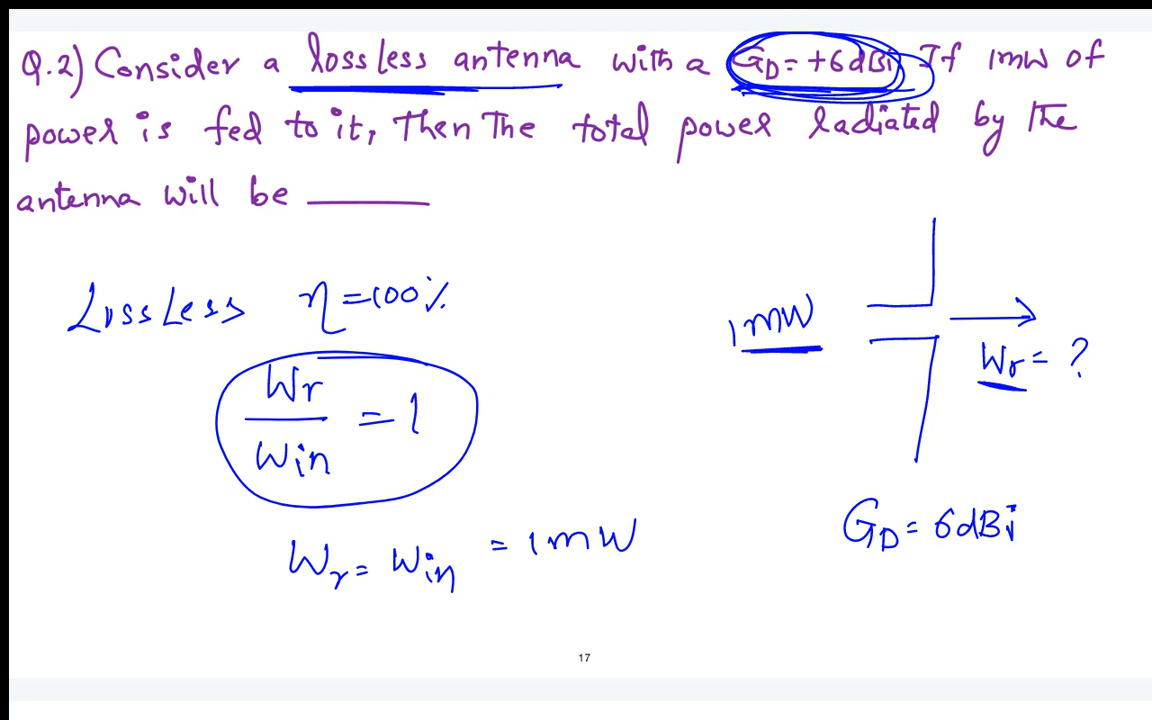 Q.2) Consider a lossless antenna with a GD = +6dBi. If 1mW of
power is fed to it, Then The total power radiated by the
antenna will be ______
LossLess η = 100%
Wr/Win = 1
Wr = Win = 1mW
1mW
Wr = ?
GD = 6dBi
17